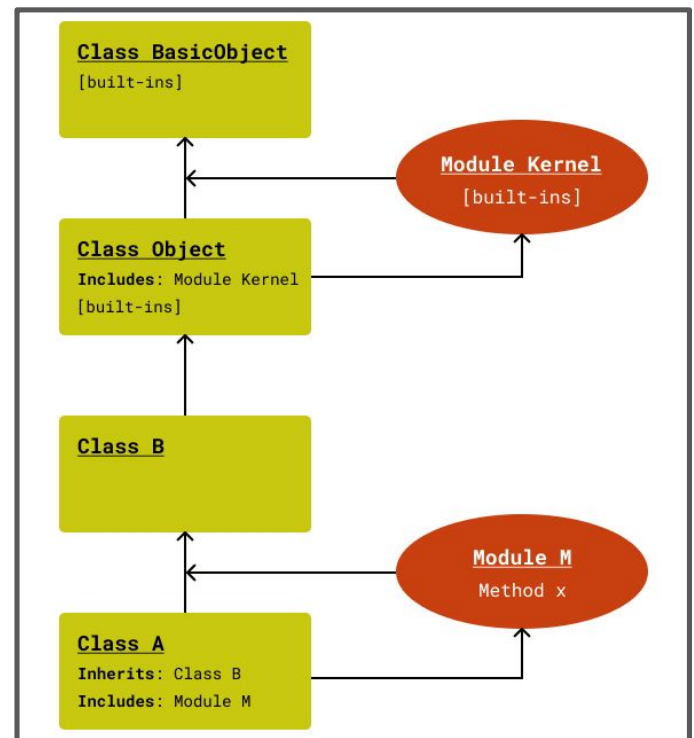 Class BasicObject
[built-ins]
Module Kernel
[built-ins]
Class Object
Includes: Module Kernel
[built-ins]
Class B
Module M
Method x
Class A
Inherits: Class B
Includes: Module M